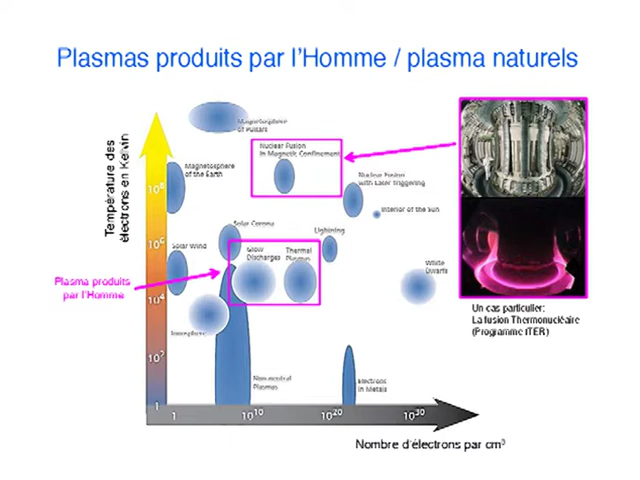 Plasmas produits par l'Homme / plasma naturels
Température des
électrons en Kelvin
Magnetosphere
of Pulsars
Nuclear Fusion
in Magnetic Confinement
Magnetosphere
of the Earth
Nuclear Fusion
with Laser Triggering
Interior of the Sun
10⁸
Solar Corona
Lightning
10⁶
Solar Wind
Glow
Discharges
Thermal
Plasmas
White
Dwarfs
Plasma produits
par l'Homme
10⁴
Un cas particulier:
La fusion Thermonucléaire
(Programme ITER)
Ionosphere
10²
Non-neutral
Plasmas
electrons
in Metals
1
1
10¹⁰
10²⁰
10³⁰
Nombre d'électrons par cm³